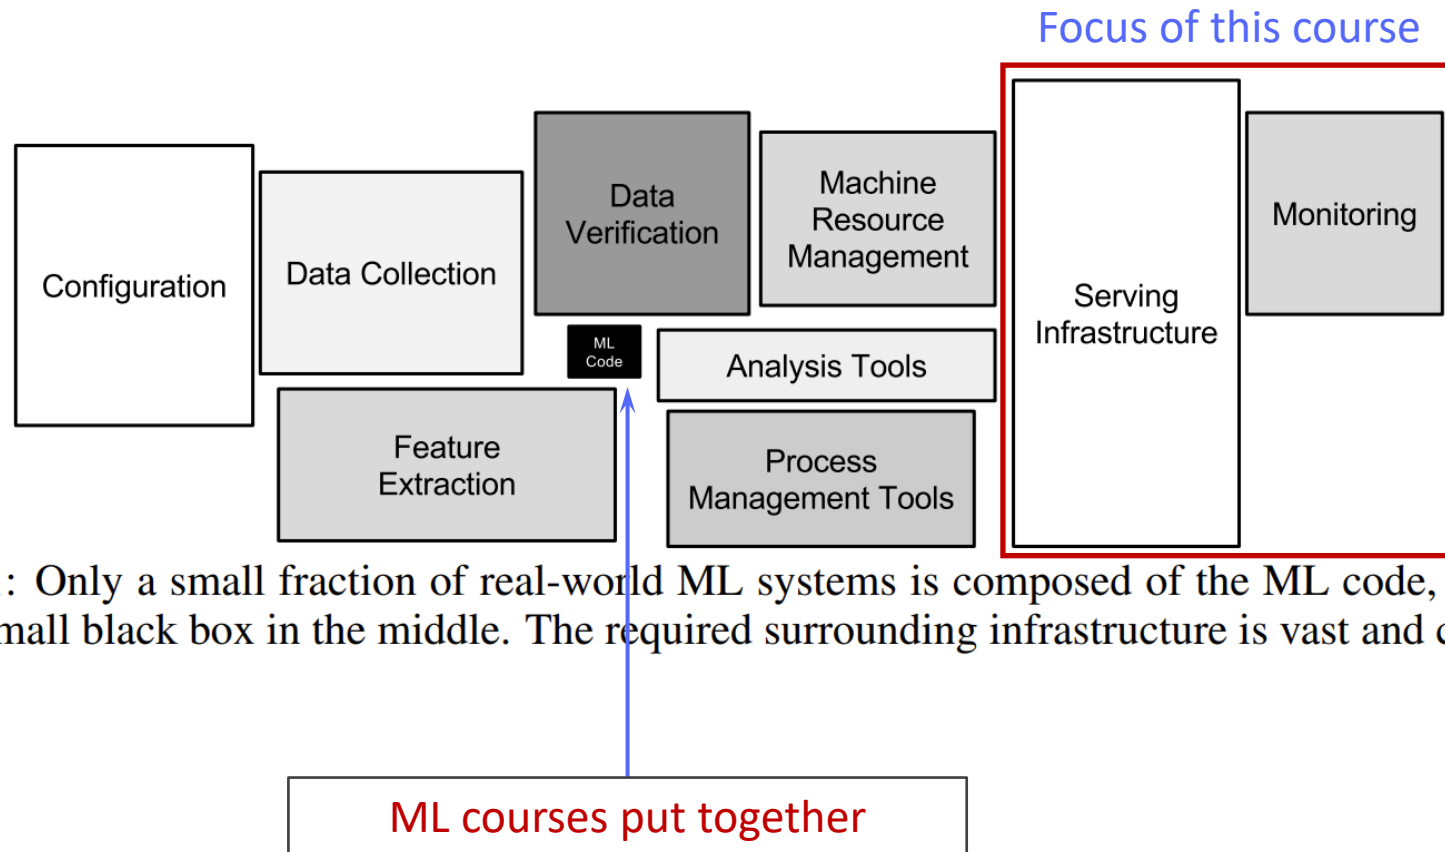 Focus of this course
Configuration
Data Collection
Data
Verification
Machine
Resource
Management
Serving
Infrastructure
Monitoring
ML
Code
Analysis Tools
Feature
Extraction
Process
Management Tools
: Only a small fraction of real-world ML systems is composed of the ML code,
mall black box in the middle. The required surrounding infrastructure is vast and
ML courses put together